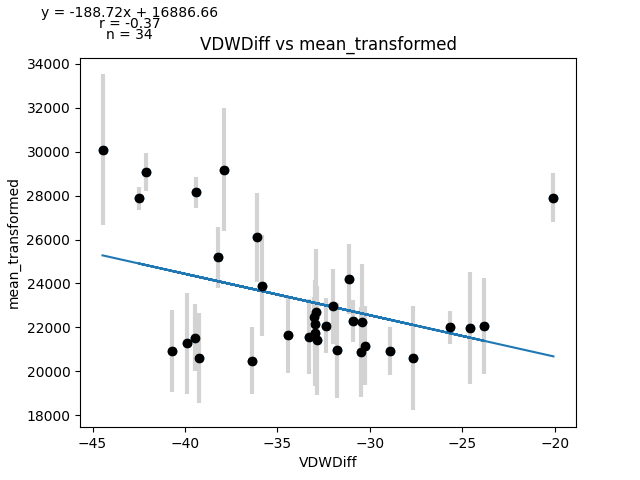 y = -188.72x + 16886.66
r = -0.37
n = 34
VDWDiff vs mean_transformed
34000
32000
30000
28000
26000
24000
22000
20000
18000
mean_transformed
−45
−40
−35
−30
−25
−20
VDWDiff